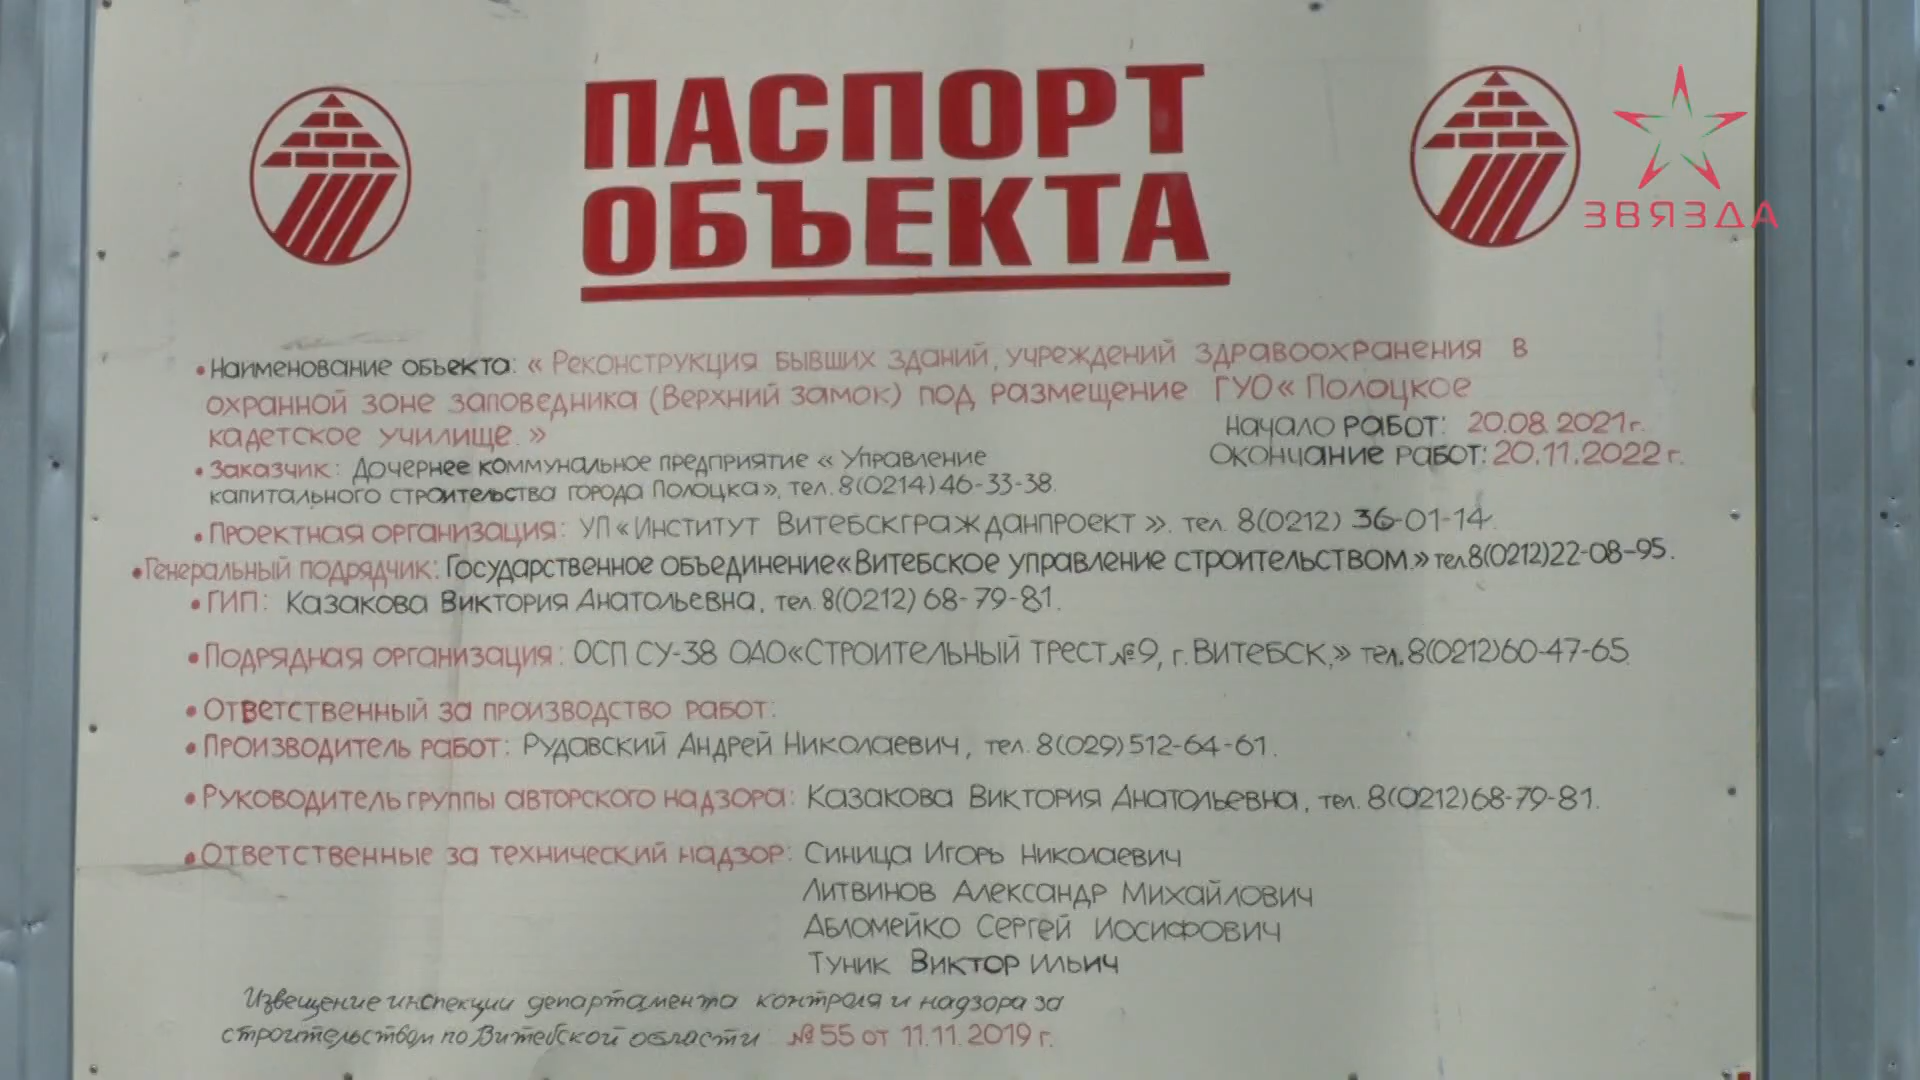 ПАСПОРТ
ОБЪЕКТА
ЗВЯЗДА
• Наименование объекта: « Реконструкция бывших зданий, учреждений здравоохранения в
охранной зоне заповедника (Верхний замок) под размещение ГУО « Полоцкое
кадетское училище. »
Начало работ: 20.08.2021г.
Окончание работ: 20.11.2022 г.
• Заказчик: Дочернее коммунальное предприятие « Управление
капитального строительства города Полоцка», тел. 8(0214) 46-33-38.
• Проектная организация: УП «Институт Витебскгражданпроект ». тел. 8(0212) 36-01-14.
• Генеральный подрядчик: Государственное объединение «Витебское управление строительством.» тел.8(0212)22-08-95.
• ГИП: Казакова Виктория Анатольевна, тел. 8(0212) 68-79-81.
• Подрядная организация: ОСП СУ-38 ОАО«Строительный трест №9, г. Витебск,» тел. 8(0212)60-47-65.
• Ответственный за производство работ:
• Производитель работ: Рудавский Андрей Николаевич, тел. 8(029) 512-64-61.
• Руководитель группы авторского надзора: Казакова Виктория Анатольевна, тел. 8(0212)68-79-81.
• Ответственные за технический надзор: Синица Игорь Николаевич
Литвинов Александр Михайлович
Абломейко Сергей Иосифович
Туник Виктор Ильич
Извещение инспекции департамента контроля и надзора за
строительством по Витебской области №55 от 11.11.2019 г.